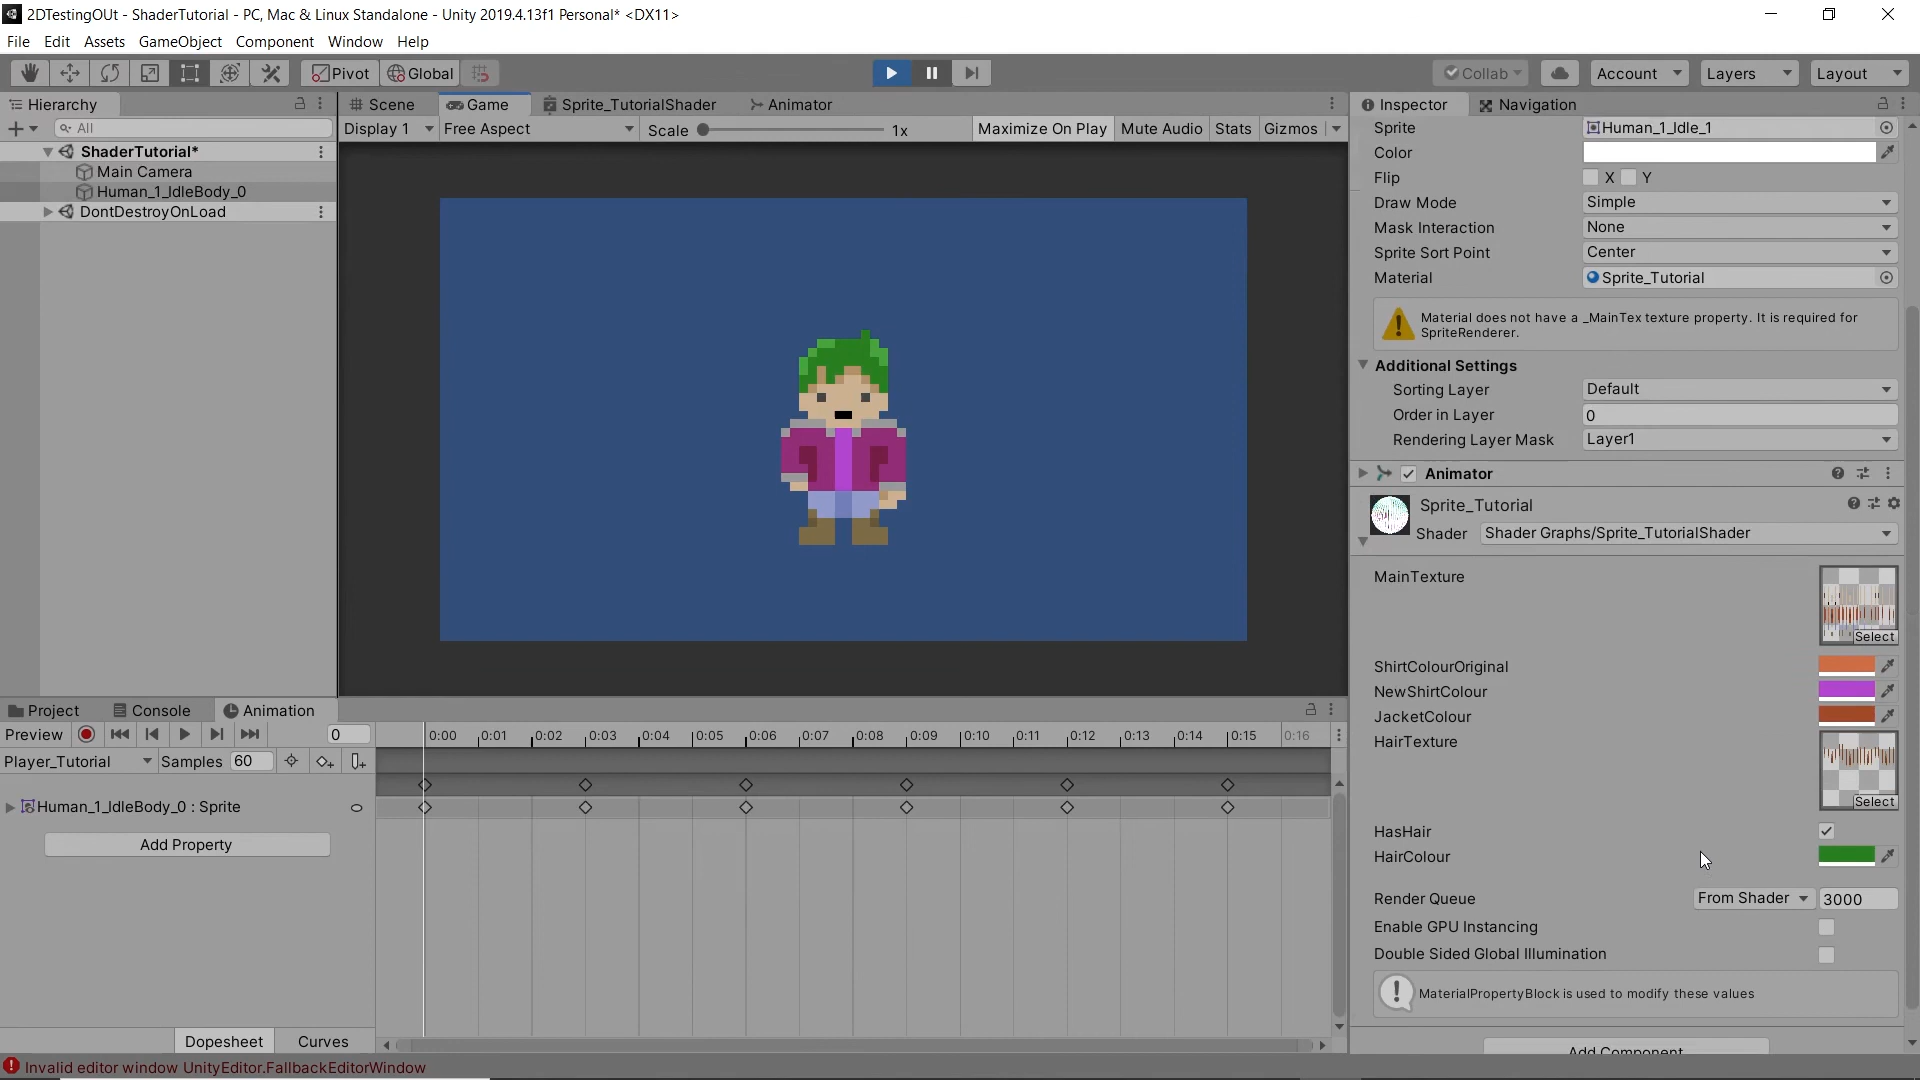 2DTestingOUt - ShaderTutorial - PC, Mac & Linux Standalone - Unity 2019.4.13f1 Personal* <DX11>
File Edit Assets GameObject Component Window Help
Pivot Global Collab Account Layers Layout
Hierarchy
All
ShaderTutorial*
Main Camera
Human_1_IdleBody_0
DontDestroyOnLoad
Scene Game Sprite_TutorialShader Animator
Display 1 Free Aspect Scale 1x Maximize On Play Mute Audio Stats Gizmos
Inspector Navigation
Sprite Human_1_Idle_1
Color
Flip X Y
Draw Mode Simple
Mask Interaction None
Sprite Sort Point Center
Material Sprite_Tutorial
Material does not have a _MainTex texture property. It is required for
SpriteRenderer.
Additional Settings
Sorting Layer Default
Order in Layer 0
Rendering Layer Mask Layer1
Animator
Sprite_Tutorial
Shader Shader Graphs/Sprite_TutorialShader
MainTexture
Select
ShirtColourOriginal
NewShirtColour
JacketColour
HairTexture
Select
HasHair
HairColour
Render Queue From Shader 3000
Enable GPU Instancing
Double Sided Global Illumination
MaterialPropertyBlock is used to modify these values
Add Component
Project Console Animation
Preview 0
0:00 0:01 0:02 0:03 0:04 0:05 0:06 0:07 0:08 0:09 0:10 0:11 0:12 0:13 0:14 0:15 0:16
Player_Tutorial Samples 60
Human_1_IdleBody_0 : Sprite
Add Property
Dopesheet Curves
Invalid editor window UnityEditor.FallbackEditorWindow